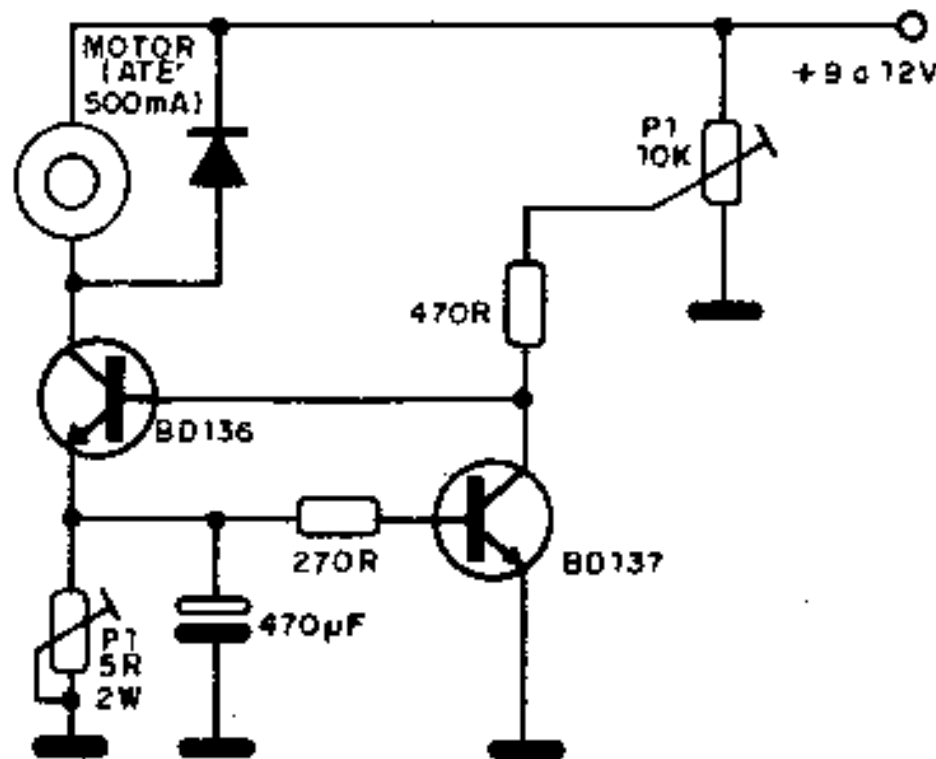 MOTOR
(ATE'
500mA)
+9 a 12V
P1
10K
470R
BD136
270R
BD137
470µF
P1
5R
2W